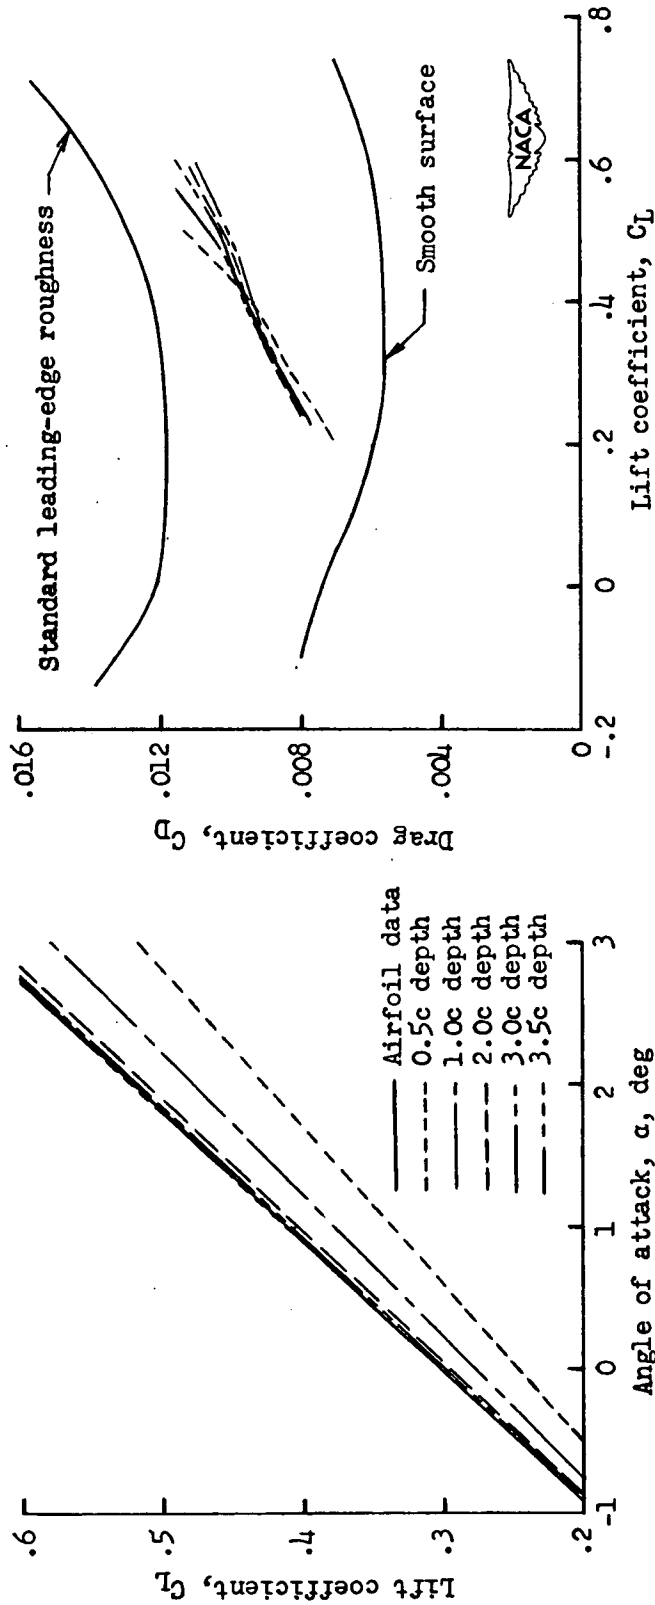 .6
.5
.4
.3
.2
Lift coefficient, C_L
-1
0
1
2
3
Angle of attack, α, deg
Airfoil data
0.5c depth
1.0c depth
2.0c depth
3.0c depth
3.5c depth
.016
.012
.008
.004
0
Drag coefficient, C_D
-.2
0
.2
.4
.6
.8
Lift coefficient, C_L
Standard leading-edge roughness
Smooth surface
NACA